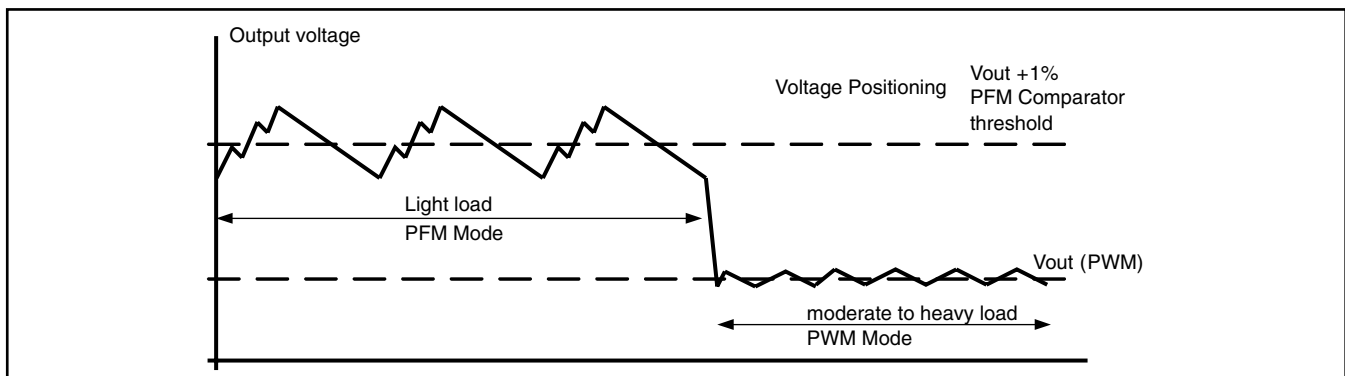 Output voltage
Voltage Positioning
Vout +1%
PFM Comparator
threshold
Light load
PFM Mode
Vout (PWM)
moderate to heavy load
PWM Mode